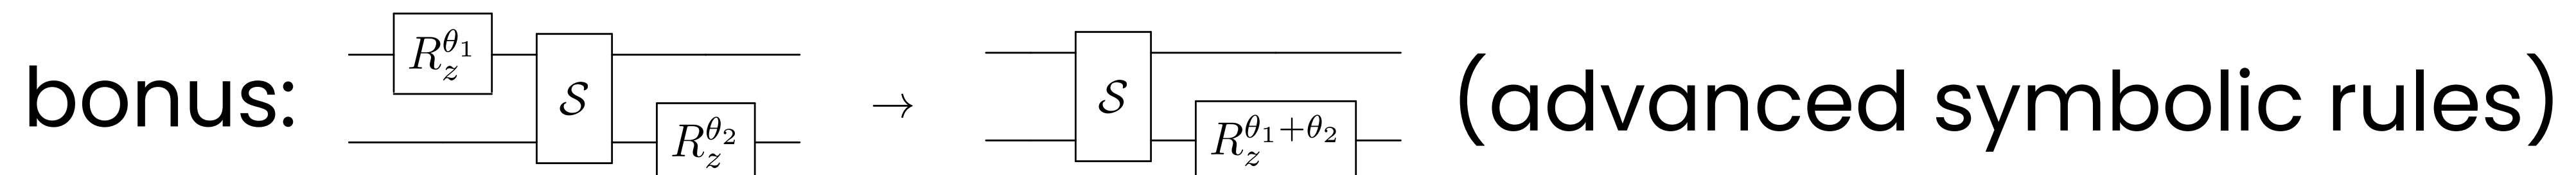 bonus: R_z^{θ_1} 𝒮 R_z^{θ_2} → 𝒮 R_z^{θ_1+θ_2} (advanced symbolic rules)